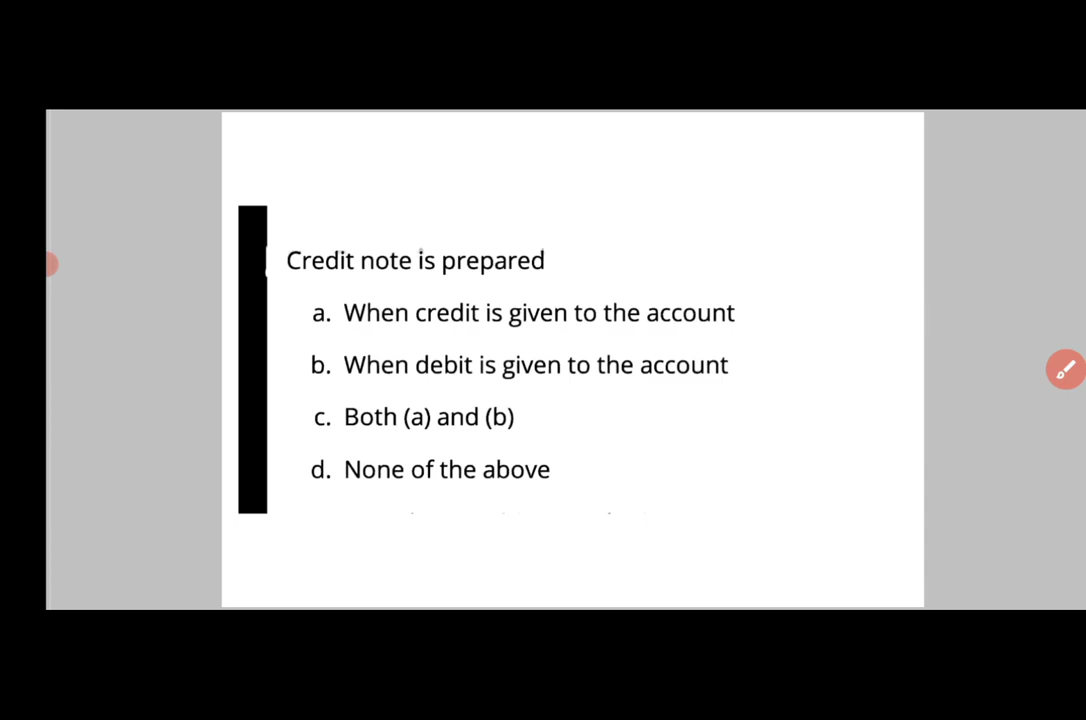 Credit note is prepared
a. When credit is given to the account
b. When debit is given to the account
c. Both (a) and (b)
d. None of the above